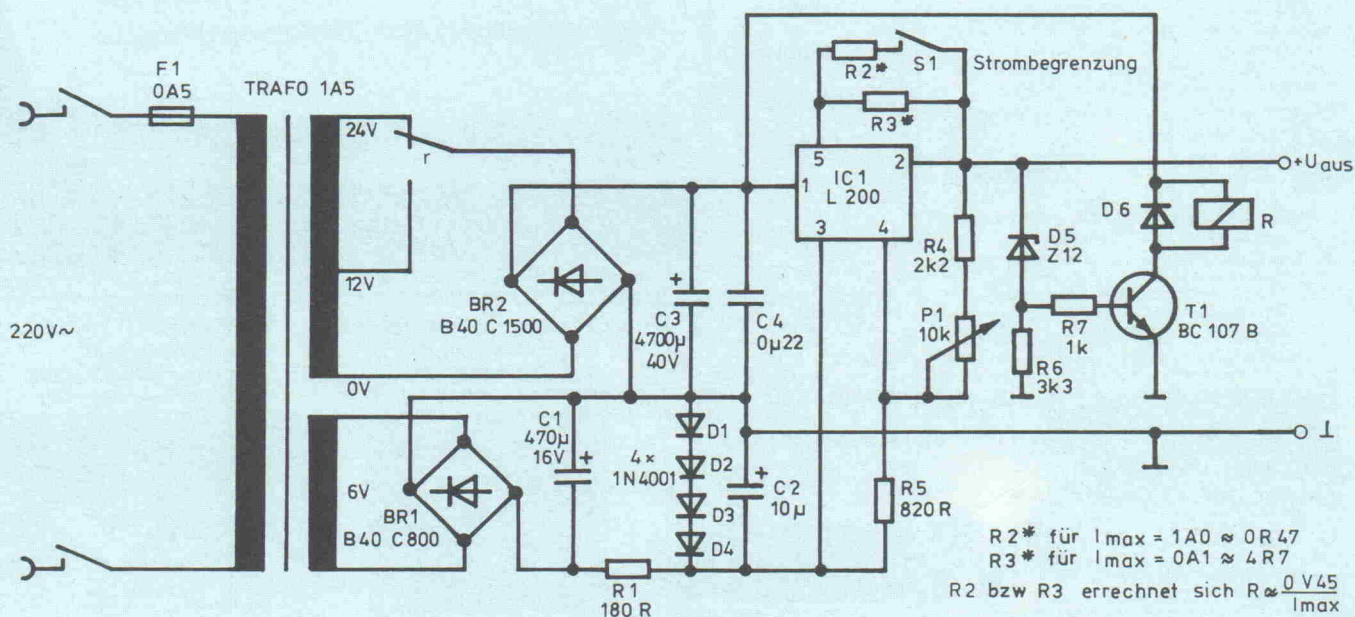 F1
0A5
TRAFO 1A5
220V~
24V
r
12V
0V
6V
BR2
B40 C1500
BR1
B40 C800
C1
470µ
16V
+
R1
180 R
C3
4700µ
40V
+
C4
0µ22
4×
1N4001
D1
D2
D3
D4
C2
10µ
+
R2*
S1
Strombegrenzung
R3*
5
2
1
IC1
L 200
3
4
R4
2k2
P1
10k
R5
820 R
D5
Z12
R7
1k
R6
3k3
D6
R
T1
BC 107 B
+Uaus
⊥
R2* für Imax = 1A0 ≈ 0R47
R3* für Imax = 0A1 ≈ 4R7
R2 bzw R3 errechnet sich R≈ 0V45
Imax